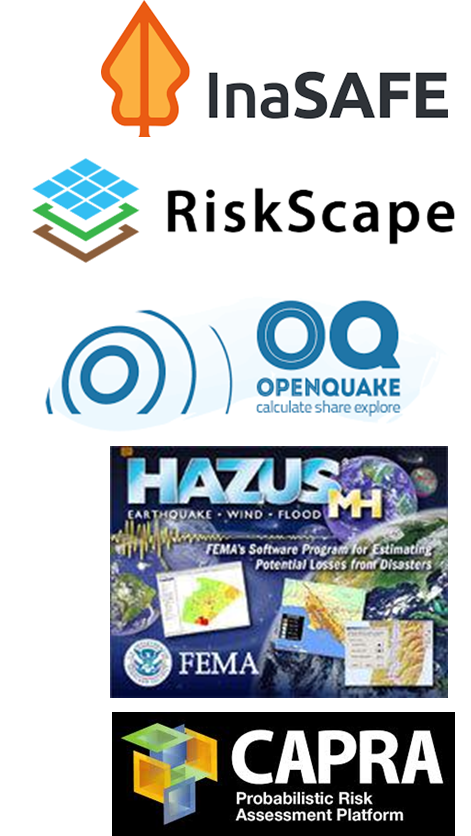 InaSAFE
RiskScape
OQ
OPENQUAKE
calculate share explore
HAZUS
MH
EARTHQUAKE • WIND • FLOOD
FEMA's Software Program for Estimating
Potential Losses from Disasters
FEMA
CAPRA
Probabilistic Risk
Assessment Platform